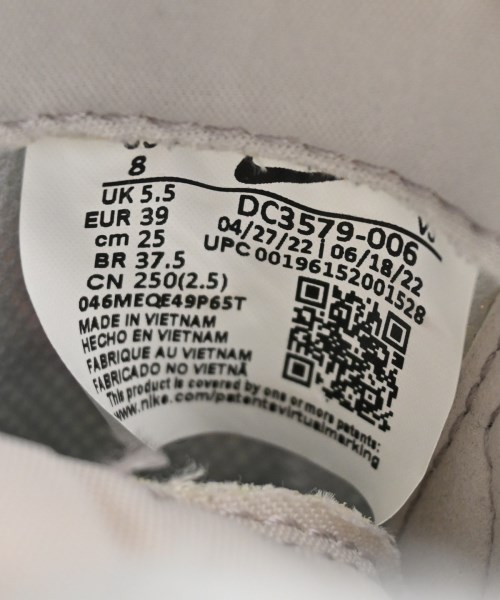 8
UK 5.5
EUR 39
cm 25
BR 37.5
CN 250(2.5)
046MEQE49P65T
DC3579-006
04/27/22 | 06/18/22
UPC 00196152001528
MADE IN VIETNAM
HECHO EN VIETNAM
FABRIQUE AU VIETNAM
FABRICADO NO VIETNÃ
This product is covered by one or more patents:
www.nike.com/patentsvirtualmarking